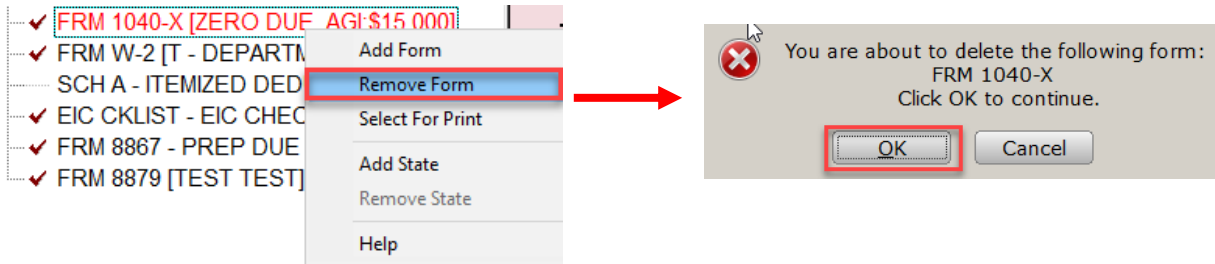 FRM 1040-X [ZERO DUE AGI:$15,000]
FRM W-2 [T - DEPARTM
SCH A - ITEMIZED DED
EIC CKLIST - EIC CHEC
FRM 8867 - PREP DUE
FRM 8879 [TEST TEST]
Add Form
Remove Form
Select For Print
Add State
Remove State
Help
You are about to delete the following form:
FRM 1040-X
Click OK to continue.
OK
Cancel